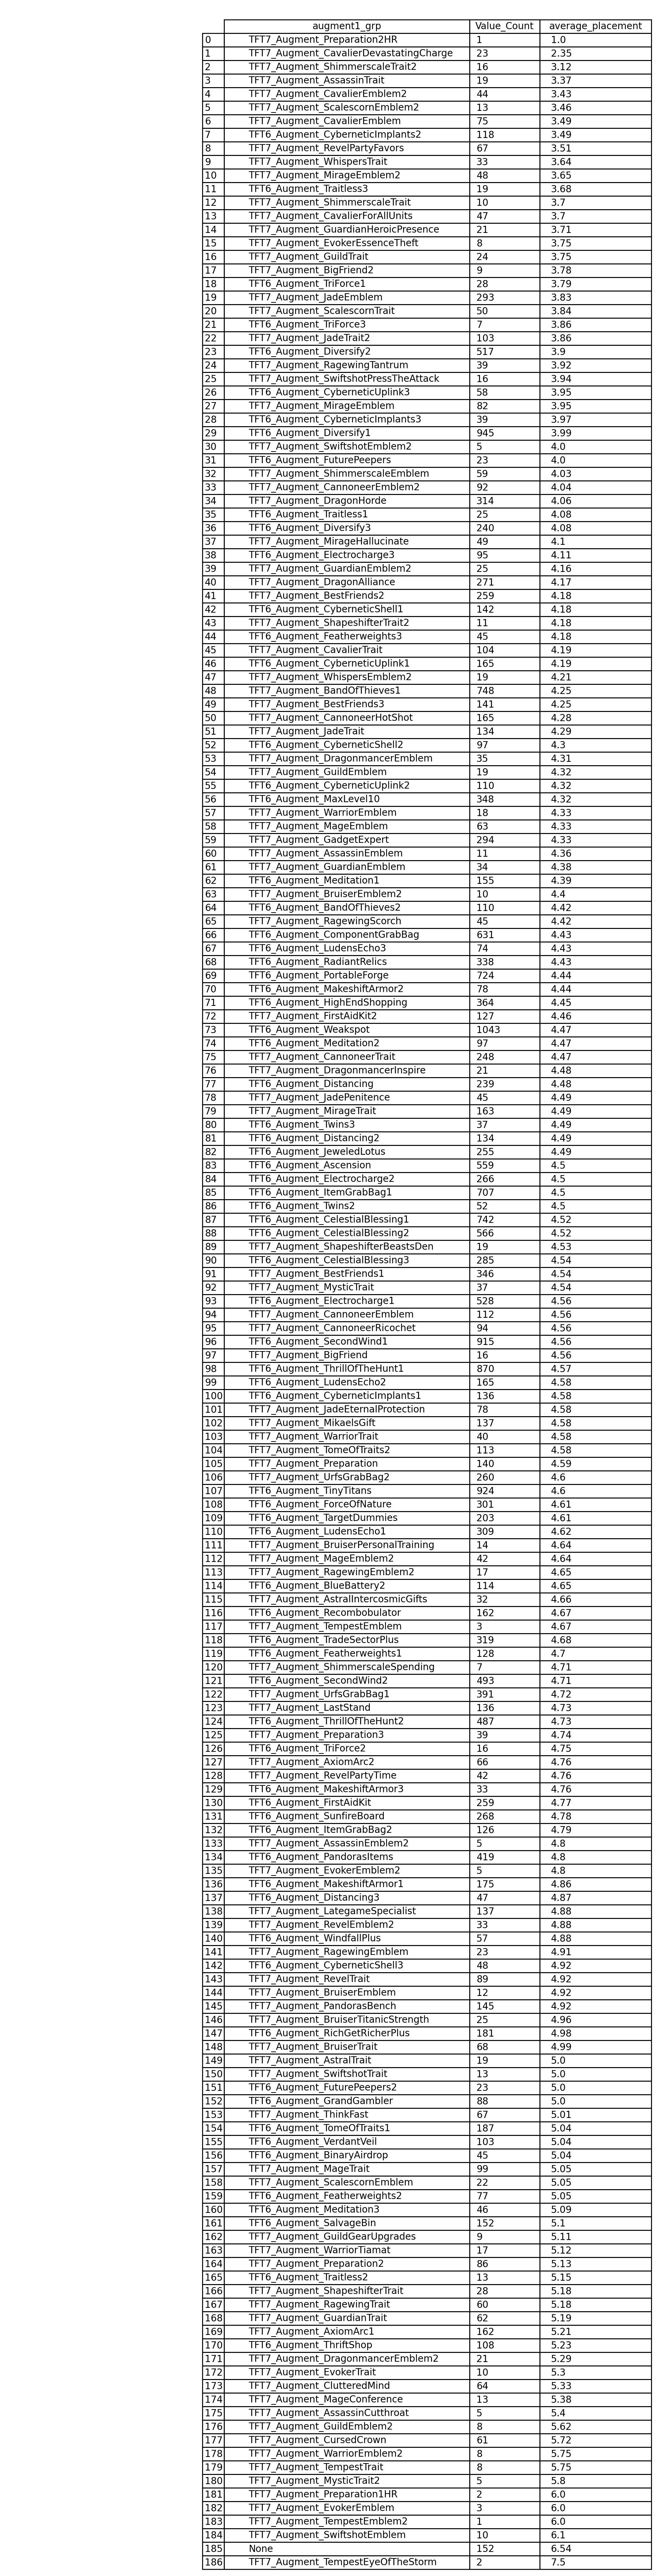 augment1_grp Value_Count average_placement
0 TFT7_Augment_Preparation2HR 1 1.0
1 TFT7_Augment_CavalierDevastatingCharge 23 2.35
2 TFT7_Augment_ShimmerscaleTrait2 16 3.12
3 TFT7_Augment_AssassinTrait 19 3.37
4 TFT7_Augment_CavalierEmblem2 44 3.43
5 TFT7_Augment_ScalescornEmblem2 13 3.46
6 TFT7_Augment_CavalierEmblem 75 3.49
7 TFT6_Augment_CyberneticImplants2 118 3.49
8 TFT7_Augment_RevelPartyFavors 67 3.51
9 TFT7_Augment_WhispersTrait 33 3.64
10 TFT7_Augment_MirageEmblem2 48 3.65
11 TFT6_Augment_Traitless3 19 3.68
12 TFT7_Augment_ShimmerscaleTrait 10 3.7
13 TFT7_Augment_CavalierForAllUnits 47 3.7
14 TFT7_Augment_GuardianHeroicPresence 21 3.71
15 TFT7_Augment_EvokerEssenceTheft 8 3.75
16 TFT7_Augment_GuildTrait 24 3.75
17 TFT7_Augment_BigFriend2 9 3.78
18 TFT6_Augment_TriForce1 28 3.79
19 TFT7_Augment_JadeEmblem 293 3.83
20 TFT7_Augment_ScalescornTrait 50 3.84
21 TFT6_Augment_TriForce3 7 3.86
22 TFT7_Augment_JadeTrait2 103 3.86
23 TFT6_Augment_Diversify2 517 3.9
24 TFT7_Augment_RagewingTantrum 39 3.92
25 TFT7_Augment_SwiftshotPressTheAttack 16 3.94
26 TFT6_Augment_CyberneticUplink3 58 3.95
27 TFT7_Augment_MirageEmblem 82 3.95
28 TFT6_Augment_CyberneticImplants3 39 3.97
29 TFT6_Augment_Diversify1 945 3.99
30 TFT7_Augment_SwiftshotEmblem2 5 4.0
31 TFT6_Augment_FuturePeepers 23 4.0
32 TFT7_Augment_ShimmerscaleEmblem 59 4.03
33 TFT7_Augment_CannoneerEmblem2 92 4.04
34 TFT7_Augment_DragonHorde 314 4.06
35 TFT6_Augment_Traitless1 25 4.08
36 TFT6_Augment_Diversify3 240 4.08
37 TFT7_Augment_MirageHallucinate 49 4.1
38 TFT6_Augment_Electrocharge3 95 4.11
39 TFT7_Augment_GuardianEmblem2 25 4.16
40 TFT7_Augment_DragonAlliance 271 4.17
41 TFT7_Augment_BestFriends2 259 4.18
42 TFT6_Augment_CyberneticShell1 142 4.18
43 TFT7_Augment_ShapeshifterTrait2 11 4.18
44 TFT6_Augment_Featherweights3 45 4.18
45 TFT7_Augment_CavalierTrait 104 4.19
46 TFT6_Augment_CyberneticUplink1 165 4.19
47 TFT7_Augment_WhispersEmblem2 19 4.21
48 TFT7_Augment_BandOfThieves1 748 4.25
49 TFT7_Augment_BestFriends3 141 4.25
50 TFT7_Augment_CannoneerHotShot 165 4.28
51 TFT7_Augment_JadeTrait 134 4.29
52 TFT6_Augment_CyberneticShell2 97 4.3
53 TFT7_Augment_DragonmancerEmblem 35 4.31
54 TFT7_Augment_GuildEmblem 19 4.32
55 TFT6_Augment_CyberneticUplink2 110 4.32
56 TFT6_Augment_MaxLevel10 348 4.32
57 TFT7_Augment_WarriorEmblem 18 4.33
58 TFT7_Augment_MageEmblem 63 4.33
59 TFT7_Augment_GadgetExpert 294 4.33
60 TFT7_Augment_AssassinEmblem 11 4.36
61 TFT7_Augment_GuardianEmblem 34 4.38
62 TFT6_Augment_Meditation1 155 4.39
63 TFT7_Augment_BruiserEmblem2 10 4.4
64 TFT6_Augment_BandOfThieves2 110 4.42
65 TFT7_Augment_RagewingScorch 45 4.42
66 TFT6_Augment_ComponentGrabBag 631 4.43
67 TFT6_Augment_LudensEcho3 74 4.43
68 TFT6_Augment_RadiantRelics 338 4.43
69 TFT6_Augment_PortableForge 724 4.44
70 TFT6_Augment_MakeshiftArmor2 78 4.44
71 TFT6_Augment_HighEndShopping 364 4.45
72 TFT7_Augment_FirstAidKit2 127 4.46
73 TFT6_Augment_Weakspot 1043 4.47
74 TFT6_Augment_Meditation2 97 4.47
75 TFT7_Augment_CannoneerTrait 248 4.47
76 TFT7_Augment_DragonmancerInspire 21 4.48
77 TFT6_Augment_Distancing 239 4.48
78 TFT7_Augment_JadePenitence 45 4.49
79 TFT7_Augment_MirageTrait 163 4.49
80 TFT6_Augment_Twins3 37 4.49
81 TFT6_Augment_Distancing2 134 4.49
82 TFT6_Augment_JeweledLotus 255 4.49
83 TFT6_Augment_Ascension 559 4.5
84 TFT6_Augment_Electrocharge2 266 4.5
85 TFT6_Augment_ItemGrabBag1 707 4.5
86 TFT6_Augment_Twins2 52 4.5
87 TFT6_Augment_CelestialBlessing1 742 4.52
88 TFT6_Augment_CelestialBlessing2 566 4.52
89 TFT7_Augment_ShapeshifterBeastsDen 19 4.53
90 TFT6_Augment_CelestialBlessing3 285 4.54
91 TFT7_Augment_BestFriends1 346 4.54
92 TFT7_Augment_MysticTrait 37 4.54
93 TFT6_Augment_Electrocharge1 528 4.56
94 TFT7_Augment_CannoneerEmblem 112 4.56
95 TFT7_Augment_CannoneerRicochet 94 4.56
96 TFT6_Augment_SecondWind1 915 4.56
97 TFT7_Augment_BigFriend 16 4.56
98 TFT6_Augment_ThrillOfTheHunt1 870 4.57
99 TFT6_Augment_LudensEcho2 165 4.58
100 TFT6_Augment_CyberneticImplants1 136 4.58
101 TFT7_Augment_JadeEternalProtection 78 4.58
102 TFT7_Augment_MikaelsGift 137 4.58
103 TFT7_Augment_WarriorTrait 40 4.58
104 TFT6_Augment_TomeOfTraits2 113 4.58
105 TFT7_Augment_Preparation 140 4.59
106 TFT7_Augment_UrfsGrabBag2 260 4.6
107 TFT6_Augment_TinyTitans 924 4.6
108 TFT6_Augment_ForceOfNature 301 4.61
109 TFT6_Augment_TargetDummies 203 4.61
110 TFT6_Augment_LudensEcho1 309 4.62
111 TFT7_Augment_BruiserPersonalTraining 14 4.64
112 TFT7_Augment_MageEmblem2 42 4.64
113 TFT7_Augment_RagewingEmblem2 17 4.65
114 TFT6_Augment_BlueBattery2 114 4.65
115 TFT7_Augment_AstralIntercosmicGifts 32 4.66
116 TFT6_Augment_Recombobulator 162 4.67
117 TFT7_Augment_TempestEmblem 3 4.67
118 TFT6_Augment_TradeSectorPlus 319 4.68
119 TFT6_Augment_Featherweights1 128 4.7
120 TFT7_Augment_ShimmerscaleSpending 7 4.71
121 TFT6_Augment_SecondWind2 493 4.71
122 TFT7_Augment_UrfsGrabBag1 391 4.72
123 TFT7_Augment_LastStand 136 4.73
124 TFT6_Augment_ThrillOfTheHunt2 487 4.73
125 TFT7_Augment_Preparation3 39 4.74
126 TFT6_Augment_TriForce2 16 4.75
127 TFT7_Augment_AxiomArc2 66 4.76
128 TFT7_Augment_RevelPartyTime 42 4.76
129 TFT6_Augment_MakeshiftArmor3 33 4.76
130 TFT6_Augment_FirstAidKit 259 4.77
131 TFT6_Augment_SunfireBoard 268 4.78
132 TFT6_Augment_ItemGrabBag2 126 4.79
133 TFT7_Augment_AssassinEmblem2 5 4.8
134 TFT6_Augment_PandorasItems 419 4.8
135 TFT7_Augment_EvokerEmblem2 5 4.8
136 TFT6_Augment_MakeshiftArmor1 175 4.86
137 TFT6_Augment_Distancing3 47 4.87
138 TFT7_Augment_LategameSpecialist 137 4.88
139 TFT7_Augment_RevelEmblem2 33 4.88
140 TFT6_Augment_WindfallPlus 57 4.88
141 TFT7_Augment_RagewingEmblem 23 4.91
142 TFT6_Augment_CyberneticShell3 48 4.92
143 TFT7_Augment_RevelTrait 89 4.92
144 TFT7_Augment_BruiserEmblem 12 4.92
145 TFT7_Augment_PandorasBench 145 4.92
146 TFT7_Augment_BruiserTitanicStrength 25 4.96
147 TFT6_Augment_RichGetRicherPlus 181 4.98
148 TFT7_Augment_BruiserTrait 68 4.99
149 TFT7_Augment_AstralTrait 19 5.0
150 TFT7_Augment_SwiftshotTrait 13 5.0
151 TFT6_Augment_FuturePeepers2 23 5.0
152 TFT6_Augment_GrandGambler 88 5.0
153 TFT7_Augment_ThinkFast 67 5.01
154 TFT6_Augment_TomeOfTraits1 187 5.04
155 TFT6_Augment_VerdantVeil 103 5.04
156 TFT6_Augment_BinaryAirdrop 45 5.04
157 TFT7_Augment_MageTrait 99 5.05
158 TFT7_Augment_ScalescornEmblem 22 5.05
159 TFT6_Augment_Featherweights2 77 5.05
160 TFT6_Augment_Meditation3 46 5.09
161 TFT6_Augment_SalvageBin 152 5.1
162 TFT7_Augment_GuildGearUpgrades 9 5.11
163 TFT7_Augment_WarriorTiamat 17 5.12
164 TFT7_Augment_Preparation2 86 5.13
165 TFT6_Augment_Traitless2 13 5.15
166 TFT7_Augment_ShapeshifterTrait 28 5.18
167 TFT7_Augment_RagewingTrait 60 5.18
168 TFT7_Augment_GuardianTrait 62 5.19
169 TFT7_Augment_AxiomArc1 162 5.21
170 TFT6_Augment_ThriftShop 108 5.23
171 TFT7_Augment_DragonmancerEmblem2 21 5.29
172 TFT7_Augment_EvokerTrait 10 5.3
173 TFT7_Augment_ClutteredMind 64 5.33
174 TFT7_Augment_MageConference 13 5.38
175 TFT7_Augment_AssassinCutthroat 5 5.4
176 TFT7_Augment_GuildEmblem2 8 5.62
177 TFT7_Augment_CursedCrown 61 5.72
178 TFT7_Augment_WarriorEmblem2 8 5.75
179 TFT7_Augment_TempestTrait 8 5.75
180 TFT7_Augment_MysticTrait2 5 5.8
181 TFT7_Augment_Preparation1HR 2 6.0
182 TFT7_Augment_EvokerEmblem 3 6.0
183 TFT7_Augment_TempestEmblem2 1 6.0
184 TFT7_Augment_SwiftshotEmblem 10 6.1
185 None 152 6.54
186 TFT7_Augment_TempestEyeOfTheStorm 2 7.5